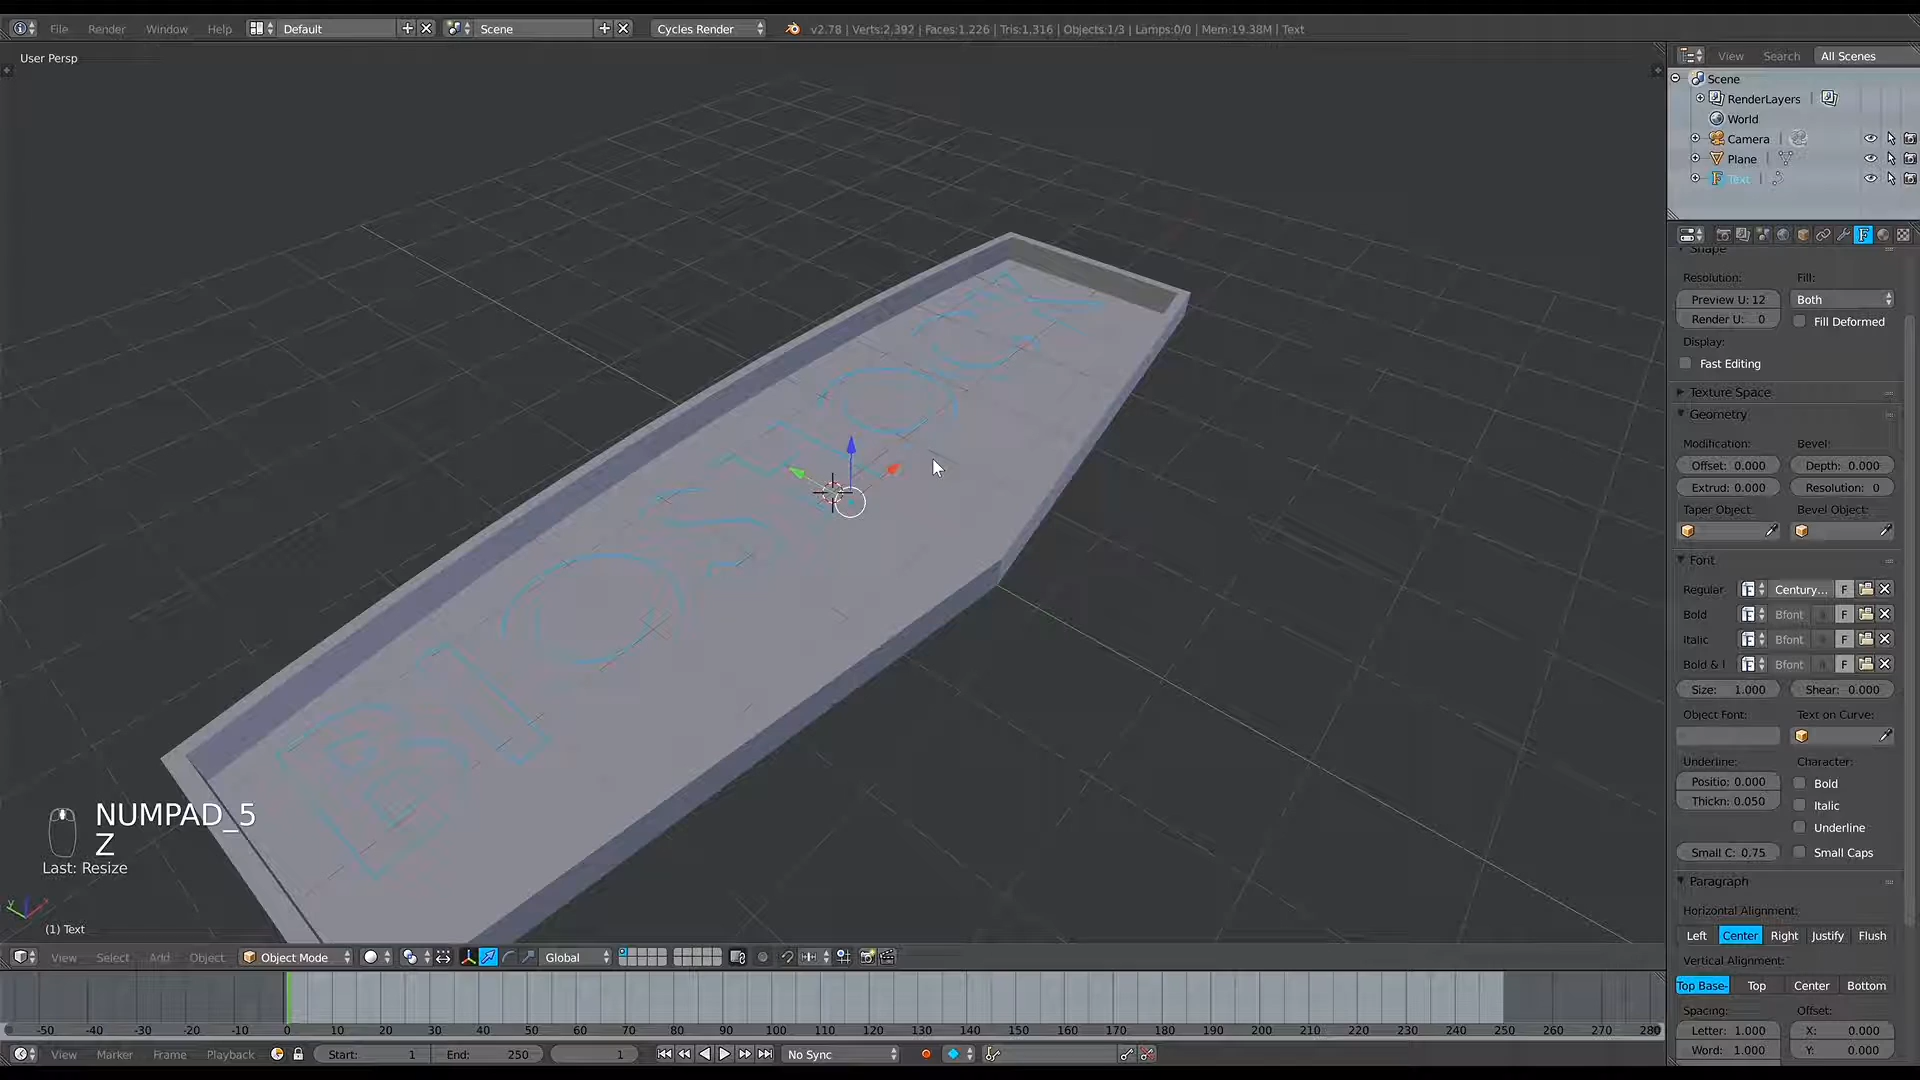 File Render Window Help Default Scene Cycles Render v2.78 | Verts:2,392 | Faces:1,226 | Tris:1,316 | Objects:1/3 | Lamps:0/0 | Mem:19.38M | Text
User Persp
View Search All Scenes
Scene
RenderLayers
World
Camera
Plane
Text
Shape
Resolution: Fill:
Preview U: 12 Both
Render U: 0 Fill Deformed
Display:
Fast Editing
Texture Space
Geometry
Modification: Bevel:
Offset: 0.000 Depth: 0.000
Extrud: 0.000 Resolution: 0
Taper Object: Bevel Object:
Font
Regular Century... F
Bold Bfont F
Italic Bfont F
Bold & I Bfont F
Size: 1.000 Shear: 0.000
Object Font: Text on Curve:
Underline: Character:
Positio: 0.000 Bold
Thickn: 0.050 Italic
Underline
Small C: 0.75 Small Caps
Paragraph
Horizontal Alignment:
Left Center Right Justify Flush
Vertical Alignment:
Top Base- Top Center Bottom
Spacing: Offset:
Letter: 1.000 X: 0.000
Word: 1.000 Y: 0.000
BIOSHOCK
NUMPAD_5
Z
Last: Resize
(1) Text
View Select Add Object Object Mode Global
-50 -40 -30 -20 -10 0 10 20 30 40 50 60 70 80 90 100 110 120 130 140 150 160 170 180 190 200 210 220 230 240 250 260 270 280
View Marker Frame Playback Start: 1 End: 250 1 No Sync